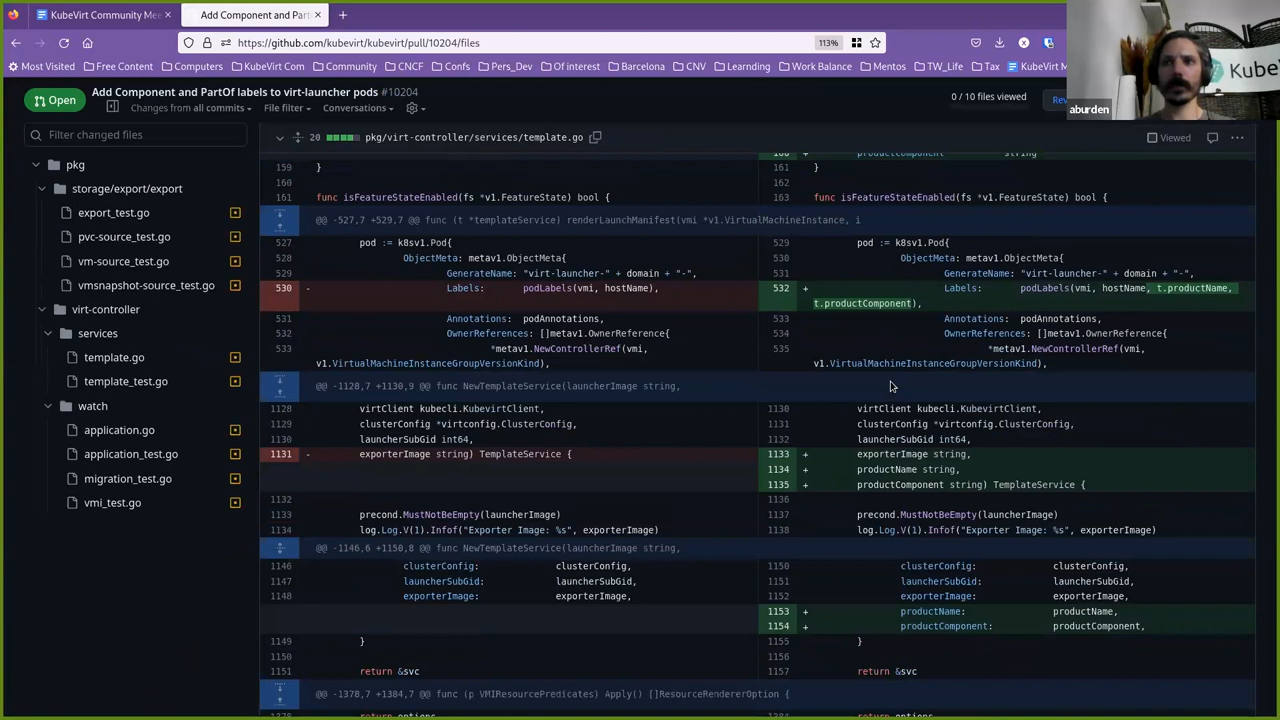 KubeVirt Community Mee ×
Add Component and Part ×
+
https://github.com/kubevirt/kubevirt/pull/10204/files
113%
Most Visited Free Content Computers KubeVirt Com Community CNCF Confs Pers_Dev Of interest Barcelona CNV Learnding Work Balance Mentos TW_Life Tax KubeVirt M
KubeV
aburden
Open
Add Component and PartOf labels to virt-launcher pods #10204
Changes from all commits File filter Conversations
0 / 10 files viewed
Rev
Filter changed files
pkg
storage/export/export
export_test.go
pvc-source_test.go
vm-source_test.go
vmsnapshot-source_test.go
virt-controller
services
template.go
template_test.go
watch
application.go
application_test.go
migration_test.go
vmi_test.go
20 pkg/virt-controller/services/template.go Viewed
160 + productComponent string
159 } 161 }
160 162
161 func isFeatureStateEnabled(fs *v1.FeatureState) bool { 163 func isFeatureStateEnabled(fs *v1.FeatureState) bool {
@@ -527,7 +529,7 @@ func (t *templateService) renderLaunchManifest(vmi *v1.VirtualMachineInstance, i
527 pod := k8sv1.Pod{ 529 pod := k8sv1.Pod{
528 ObjectMeta: metav1.ObjectMeta{ 530 ObjectMeta: metav1.ObjectMeta{
529 GenerateName: "virt-launcher-" + domain + "-", 531 GenerateName: "virt-launcher-" + domain + "-",
530 - Labels: podLabels(vmi, hostName), 532 + Labels: podLabels(vmi, hostName, t.productName,
t.productComponent),
531 Annotations: podAnnotations, 533 Annotations: podAnnotations,
532 OwnerReferences: []metav1.OwnerReference{ 534 OwnerReferences: []metav1.OwnerReference{
533 *metav1.NewControllerRef(vmi, 535 *metav1.NewControllerRef(vmi,
v1.VirtualMachineInstanceGroupVersionKind), v1.VirtualMachineInstanceGroupVersionKind),
@@ -1128,7 +1130,9 @@ func NewTemplateService(launcherImage string,
1128 virtClient kubecli.KubevirtClient, 1130 virtClient kubecli.KubevirtClient,
1129 clusterConfig *virtconfig.ClusterConfig, 1131 clusterConfig *virtconfig.ClusterConfig,
1130 launcherSubGid int64, 1132 launcherSubGid int64,
1131 - exporterImage string) TemplateService { 1133 + exporterImage string,
1134 + productName string,
1135 + productComponent string) TemplateService {
1132 1136
1133 precond.MustNotBeEmpty(launcherImage) 1137 precond.MustNotBeEmpty(launcherImage)
1134 log.Log.V(1).Infof("Exporter Image: %s", exporterImage) 1138 log.Log.V(1).Infof("Exporter Image: %s", exporterImage)
@@ -1146,6 +1150,8 @@ func NewTemplateService(launcherImage string,
1146 clusterConfig: clusterConfig, 1150 clusterConfig: clusterConfig,
1147 launcherSubGid: launcherSubGid, 1151 launcherSubGid: launcherSubGid,
1148 exporterImage: exporterImage, 1152 exporterImage: exporterImage,
1153 + productName: productName,
1154 + productComponent: productComponent,
1149 } 1155 }
1150 1156
1151 return &svc 1157 return &svc
@@ -1378,7 +1384,7 @@ func (p VMIResourcePredicates) Apply() []ResourceRendererOption {
1378 return options 1384 return options